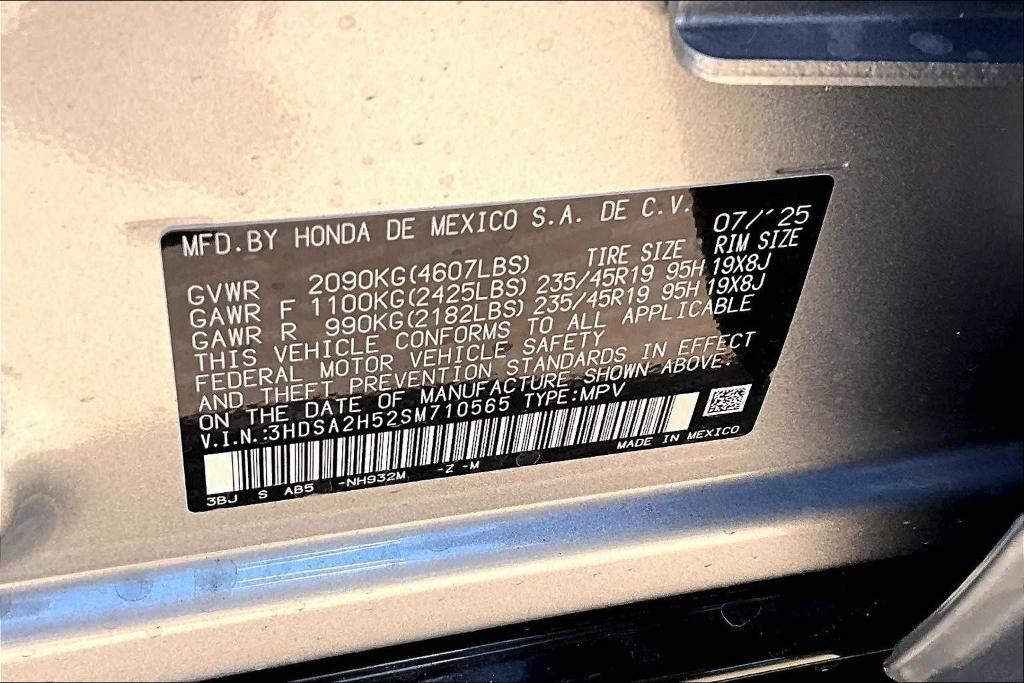 MFD.BY HONDA DE MEXICO S.A. DE C.V. 07/'25
TIRE SIZE RIM SIZE
GVWR 2090KG(4607LBS)
GAWR F 1100KG(2425LBS) 235/45R19 95H 19X8J
GAWR R 990KG(2182LBS) 235/45R19 95H 19X8J
THIS VEHICLE CONFORMS TO ALL APPLICABLE
FEDERAL MOTOR VEHICLE SAFETY
AND THEFT PREVENTION STANDARDS IN EFFECT
ON THE DATE OF MANUFACTURE SHOWN ABOVE.
V.I.N.:3HDSA2H52SM710565 TYPE:MPV
MADE IN MEXICO
3BJ S AB5 -NH932M -Z -M